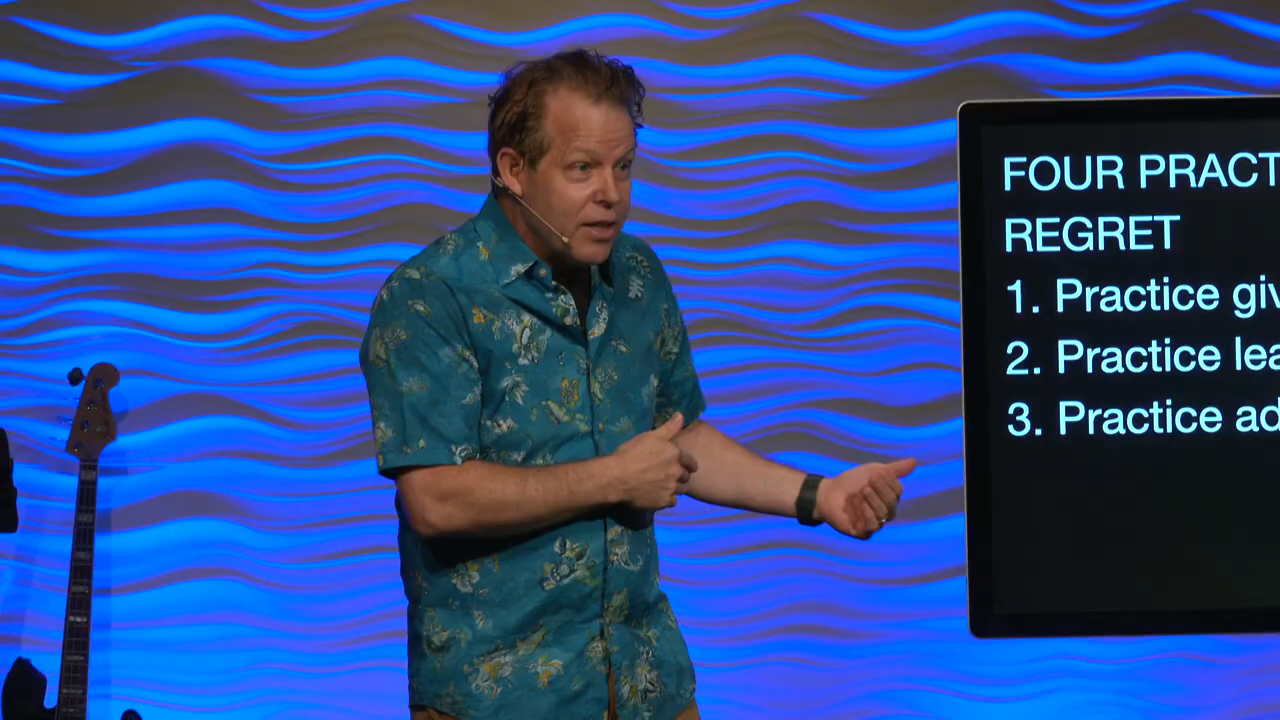 FOUR PRACT
REGRET
1. Practice giv
2. Practice lea
3. Practice ad